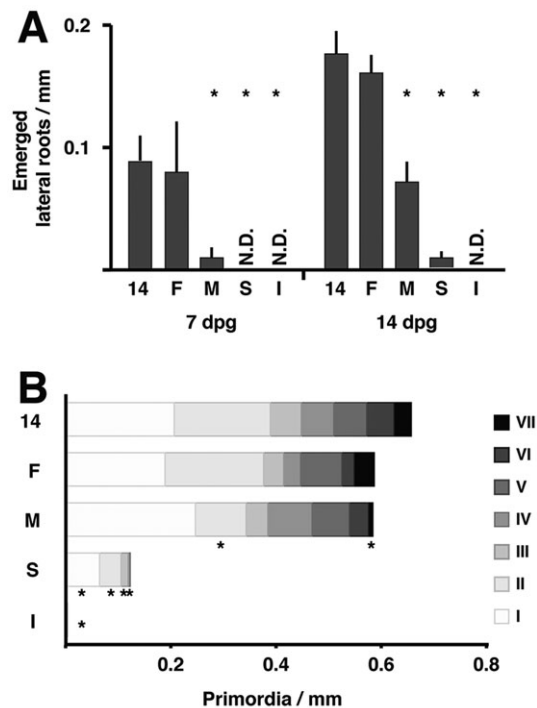 A
0.2
0.1
Emerged
lateral roots / mm
* * * * * *
N.D. N.D. N.D.
14 F M S I 14 F M S I
7 dpg 14 dpg
B
14
F
M
* *
S
* * **
I *
0.2 0.4 0.6 0.8
Primordia / mm
VII
VI
V
IV
III
II
I